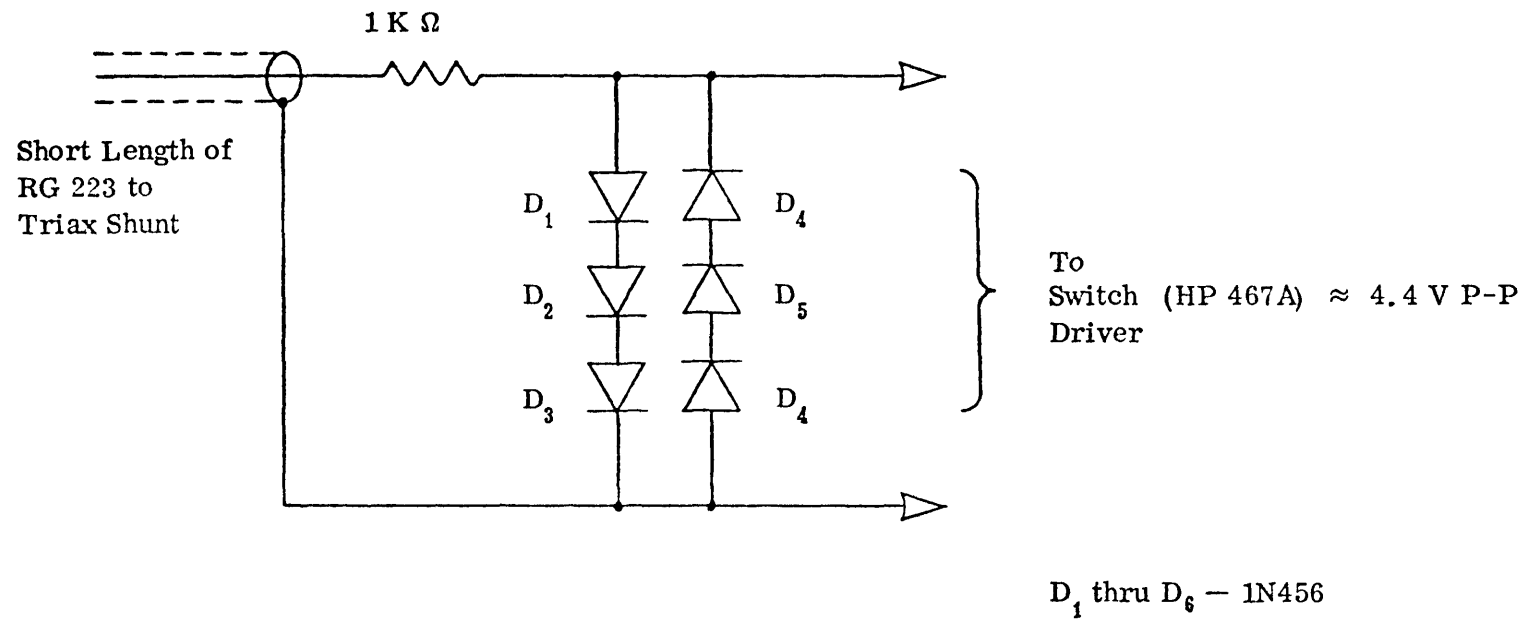 1 K Ω
Short Length of
RG 223 to
Triax Shunt
D₁
D₄
D₂
D₅
D₃
D₄
To
Switch (HP 467A) ≈ 4.4 V P-P
Driver
D₁ thru D₆ — 1N456